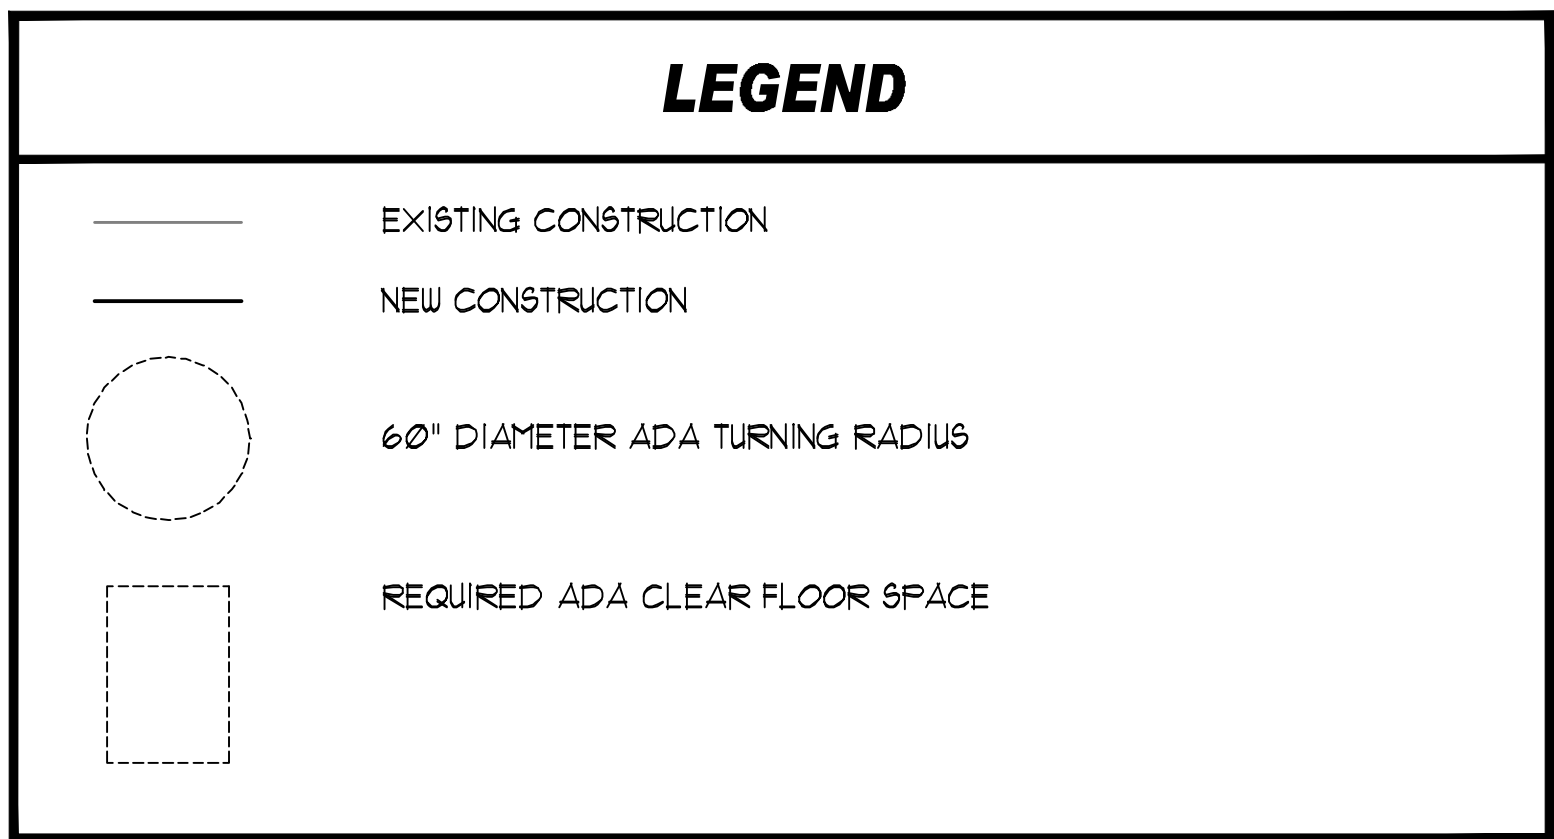 LEGEND
EXISTING CONSTRUCTION
NEW CONSTRUCTION
60" DIAMETER ADA TURNING RADIUS
REQUIRED ADA CLEAR FLOOR SPACE